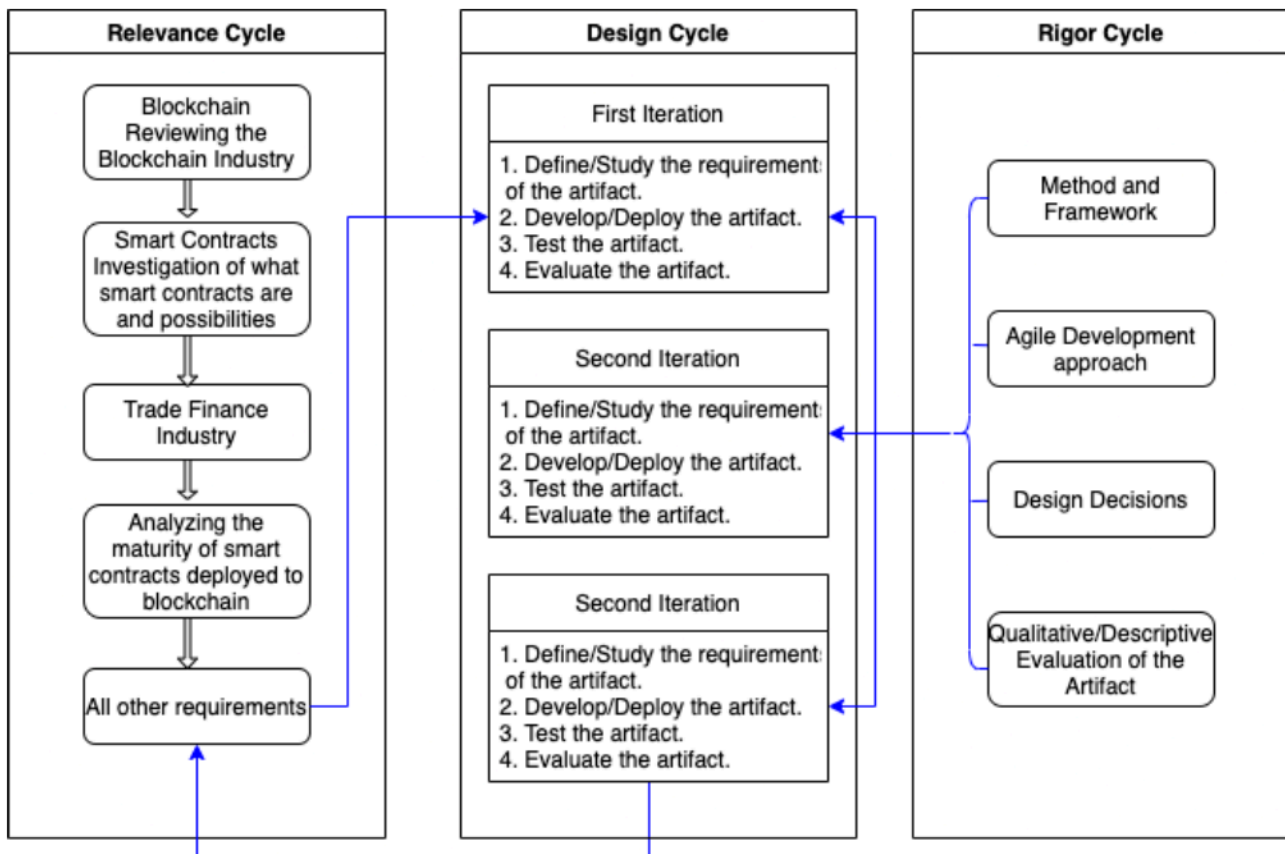 Relevance Cycle
Blockchain
Reviewing the
Blockchain Industry
Smart Contracts
Investigation of what
smart contracts are
and possibilities
Trade Finance
Industry
Analyzing the
maturity of smart
contracts deployed to
blockchain
All other requirements
Design Cycle
First Iteration
1. Define/Study the requirements
of the artifact.
2. Develop/Deploy the artifact.
3. Test the artifact.
4. Evaluate the artifact.
Second Iteration
1. Define/Study the requirements
of the artifact.
2. Develop/Deploy the artifact.
3. Test the artifact.
4. Evaluate the artifact.
Second Iteration
1. Define/Study the requirements
of the artifact.
2. Develop/Deploy the artifact.
3. Test the artifact.
4. Evaluate the artifact.
Rigor Cycle
Method and
Framework
Agile Development
approach
Design Decisions
Qualitative/Descriptive
Evaluation of the
Artifact